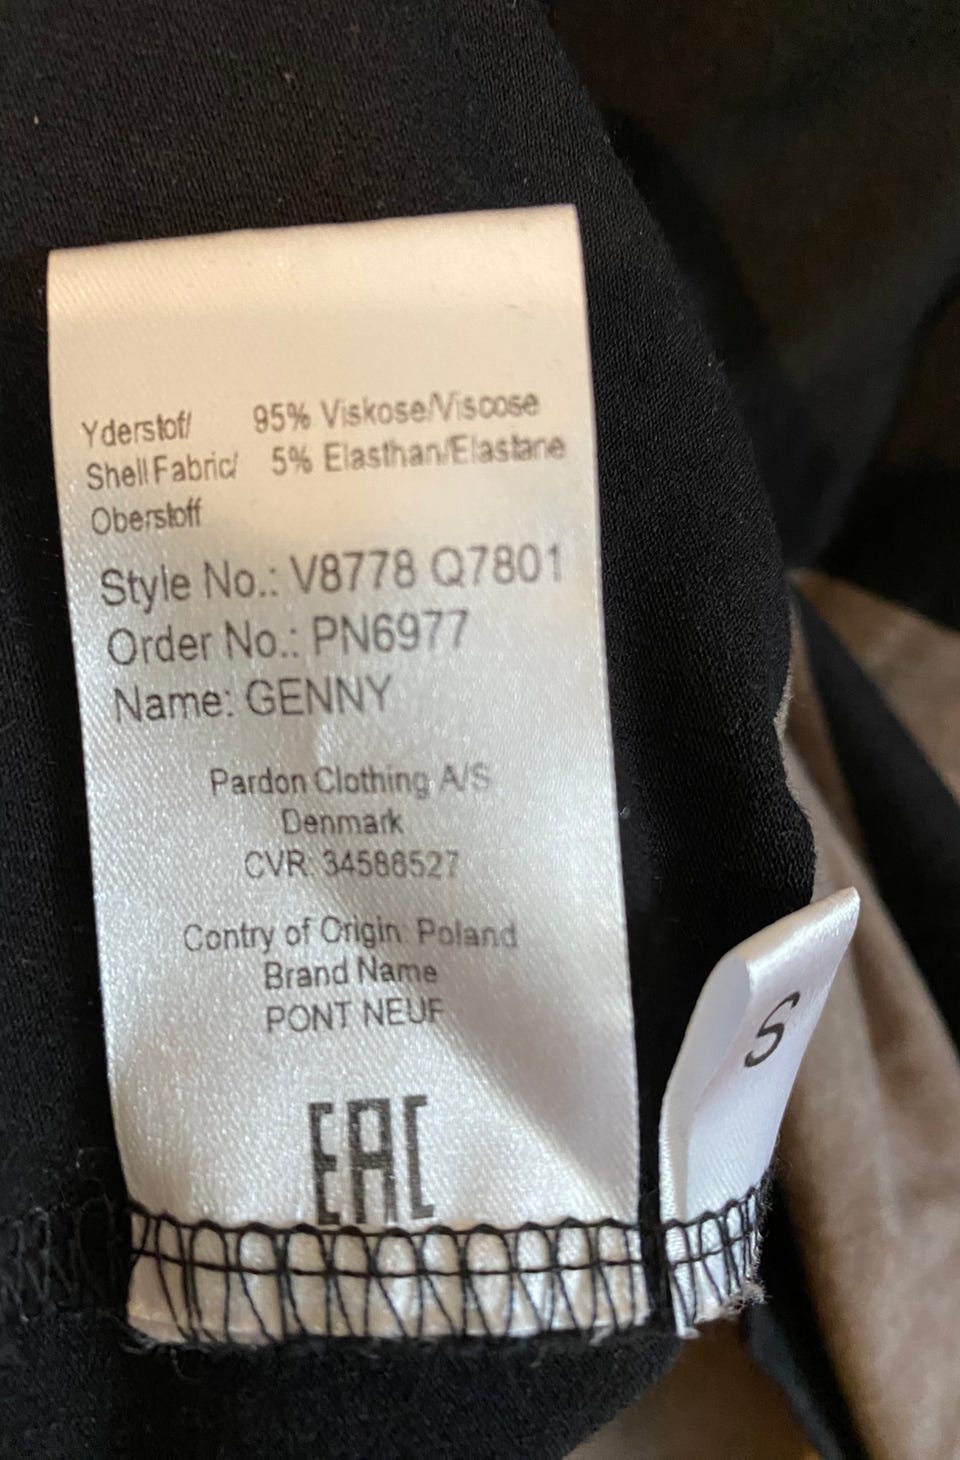 Yderstof/ 95% Viskose/Viscose
Shell Fabric/ 5% Elasthan/Elastane
Oberstoff
Style No.: V8778 Q7801
Order No.: PN6977
Name: GENNY
Pardon Clothing A/S
Denmark
CVR: 34586527
Contry of Origin: Poland
Brand Name
PONT NEUF
EAC
S